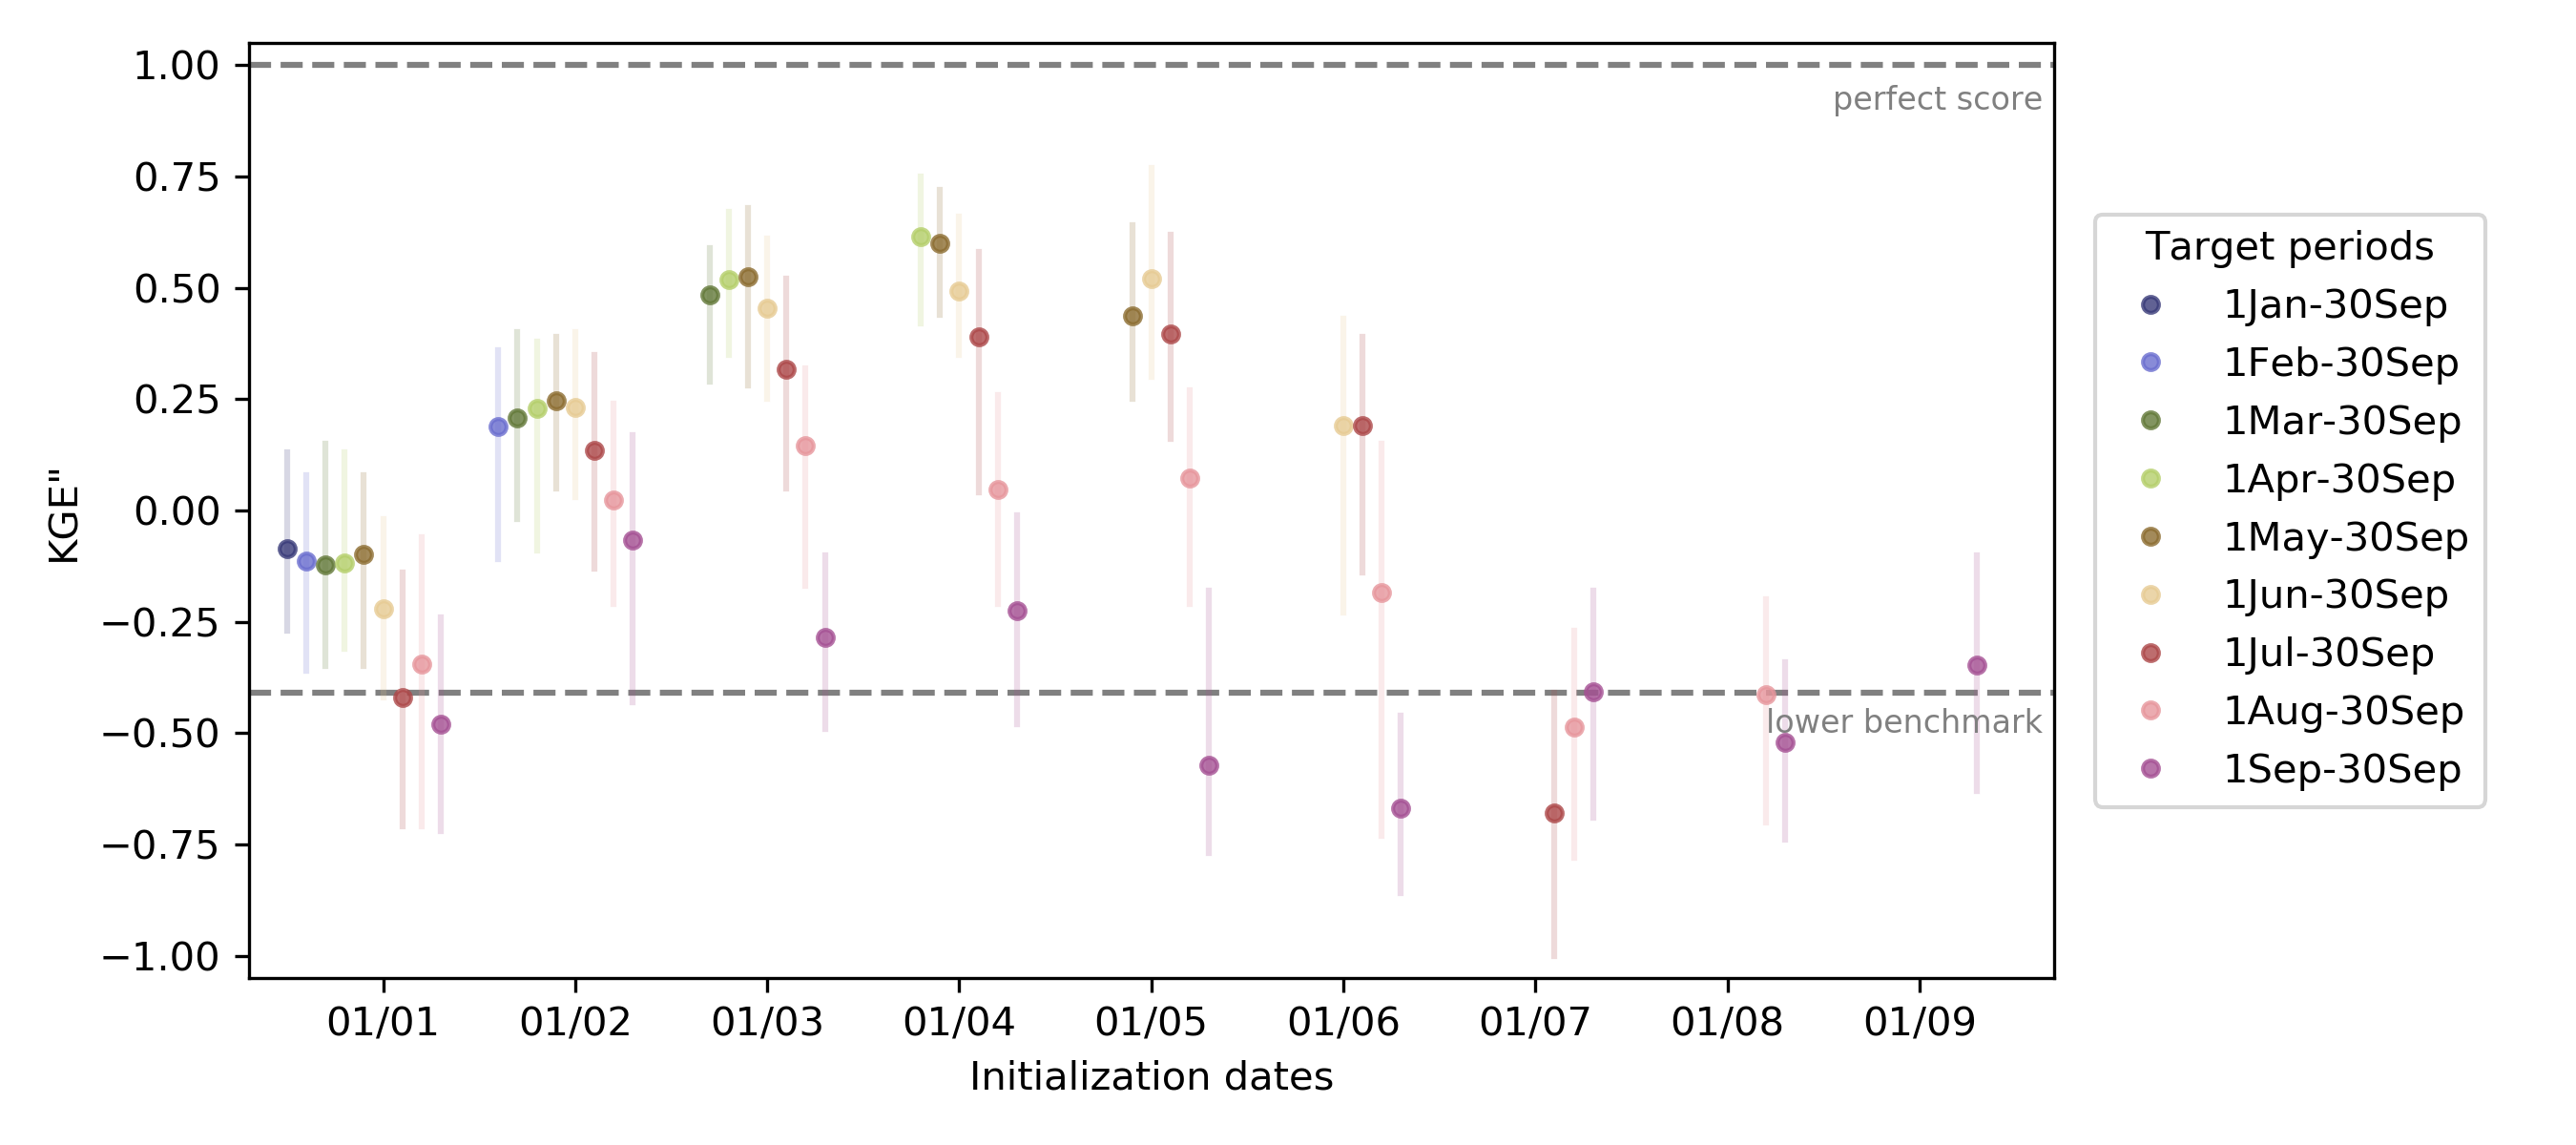 1.00
perfect score
0.75
0.50
0.25
0.00
−0.25
−0.50
−0.75
−1.00
lower benchmark
KGE"
01/01 01/02 01/03 01/04 01/05 01/06 01/07 01/08 01/09
Initialization dates
Target periods
1Jan-30Sep
1Feb-30Sep
1Mar-30Sep
1Apr-30Sep
1May-30Sep
1Jun-30Sep
1Jul-30Sep
1Aug-30Sep
1Sep-30Sep